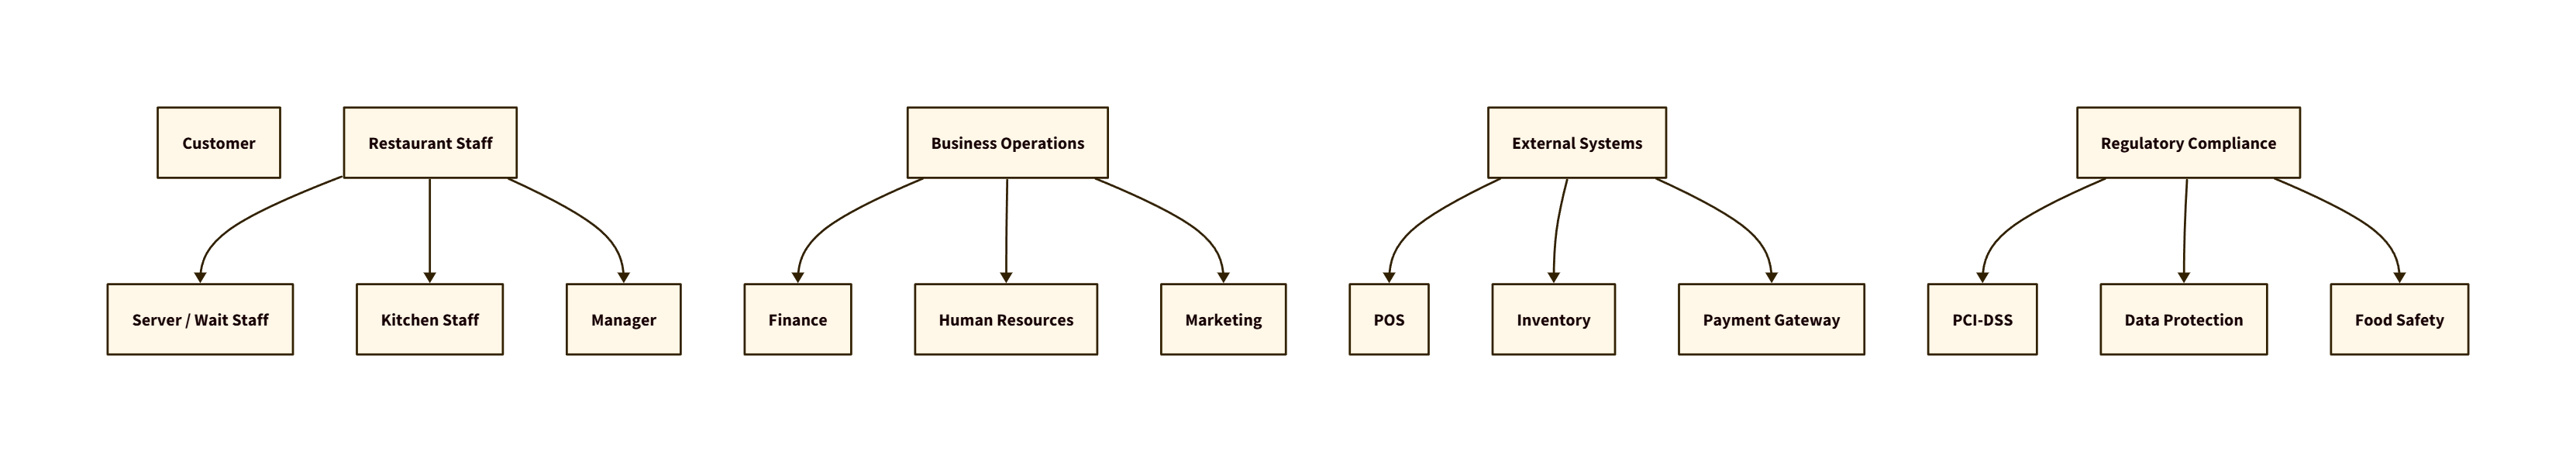 Customer
Restaurant Staff
Business Operations
External Systems
Regulatory Compliance
Server / Wait Staff
Kitchen Staff
Manager
Finance
Human Resources
Marketing
POS
Inventory
Payment Gateway
PCI-DSS
Data Protection
Food Safety